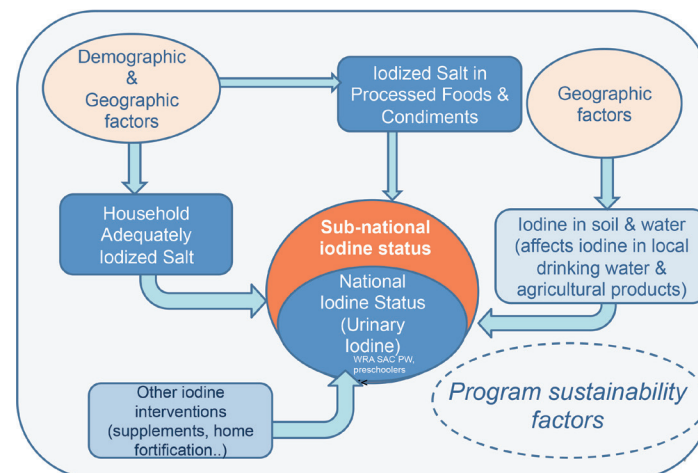 Demographic
&
Geographic
factors
Iodized Salt in
Processed Foods &
Condiments
Geographic
factors
Household
Adequately
Iodized Salt
Sub-national
iodine status
National
Iodine Status
(Urinary
Iodine)
WRA SAC PW,
preschoolers
Iodine in soil & water
(affects iodine in local
drinking water &
agricultural products)
Other iodine
interventions
(supplements, home
fortification..)
Program sustainability
factors